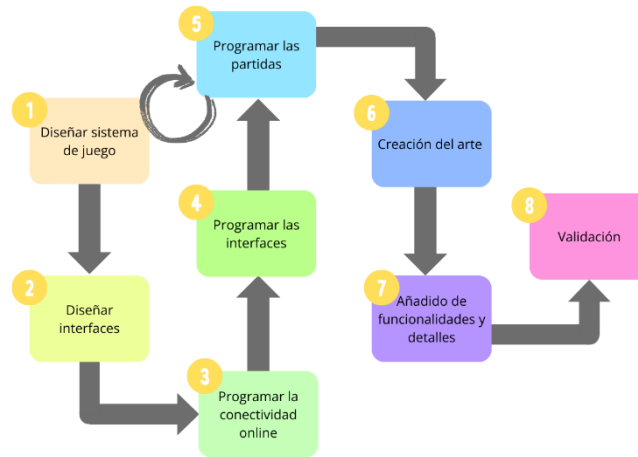 1
Diseñar sistema
de juego
2
Diseñar
interfaces
3
Programar la
conectividad
online
4
Programar las
interfaces
5
Programar las
partidas
6
Creación del arte
7
Añadido de
funcionalidades y
detalles
8
Validación